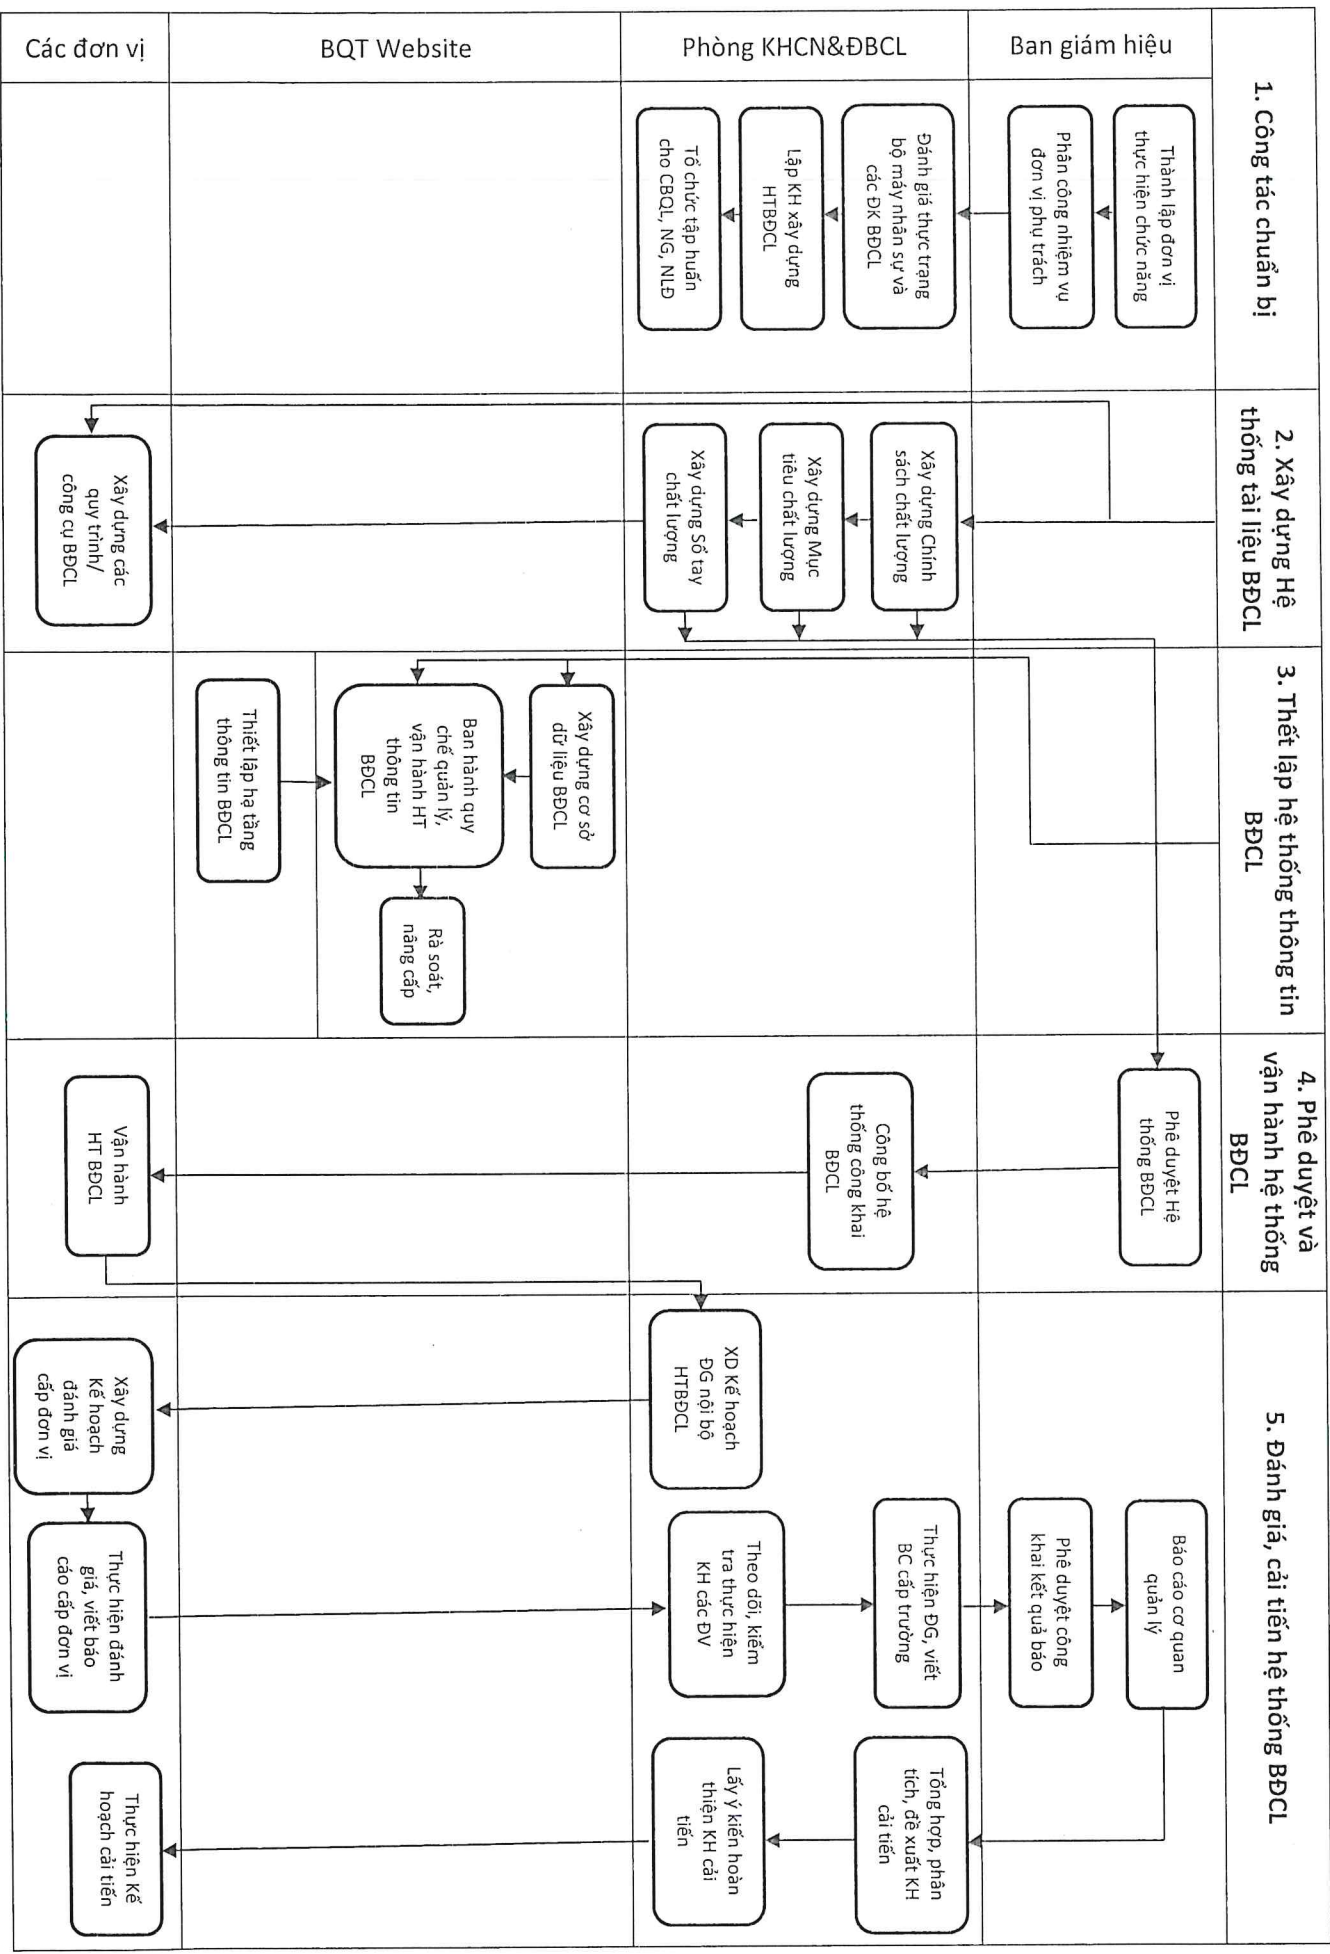 Các đơn vị
BQT Website
Phòng KHCN&ĐBCL
Ban giám hiệu
1. Công tác chuẩn bị
Thành lập đơn vị
thực hiện chức năng
Phân công nhiệm vụ
đơn vị phụ trách
Đánh giá thực trạng
bộ máy nhân sự và
các ĐK BĐCL
Lập KH xây dựng
HTBĐCL
Tổ chức tập huấn
cho CBQL, NG, NLĐ
2. Xây dựng Hệ
thống tài liệu BĐCL
Xây dựng Chính
sách chất lượng
Xây dựng Mục
tiêu chất lượng
Xây dựng Sổ tay
chất lượng
Xây dựng các
quy trình/
công cụ BĐCL
3. Thết lập hệ thống thông tin
BĐCL
Xây dựng cơ sở
dữ liệu BĐCL
Ban hành quy
chế quản lý,
vận hành HT
thông tin
BĐCL
Rà soát,
nâng cấp
Thiết lập hạ tầng
thông tin BĐCL
4. Phê duyệt và
vận hành hệ thống
BĐCL
Phê duyệt Hệ
thống BĐCL
Công bố hệ
thống công khai
BĐCL
Vận hành
HT BĐCL
5. Đánh giá, cải tiến hệ thống BĐCL
XD Kế hoạch
ĐG nội bộ
HTBĐCL
Xây dựng
Kế hoạch
đánh giá
cấp đơn vị
Thực hiện đánh
giá, viết báo
cáo cấp đơn vị
Theo dõi, kiểm
tra thực hiện
KH các ĐV
Thực hiện ĐG, viết
BC cấp trường
Phê duyệt công
khai kết quả báo
Báo cáo cơ quan
quản lý
Tổng hợp, phân
tích, đề xuất KH
cải tiến
Lấy ý kiến hoàn
thiện KH cải
tiến
Thực hiện Kế
hoạch cải tiến